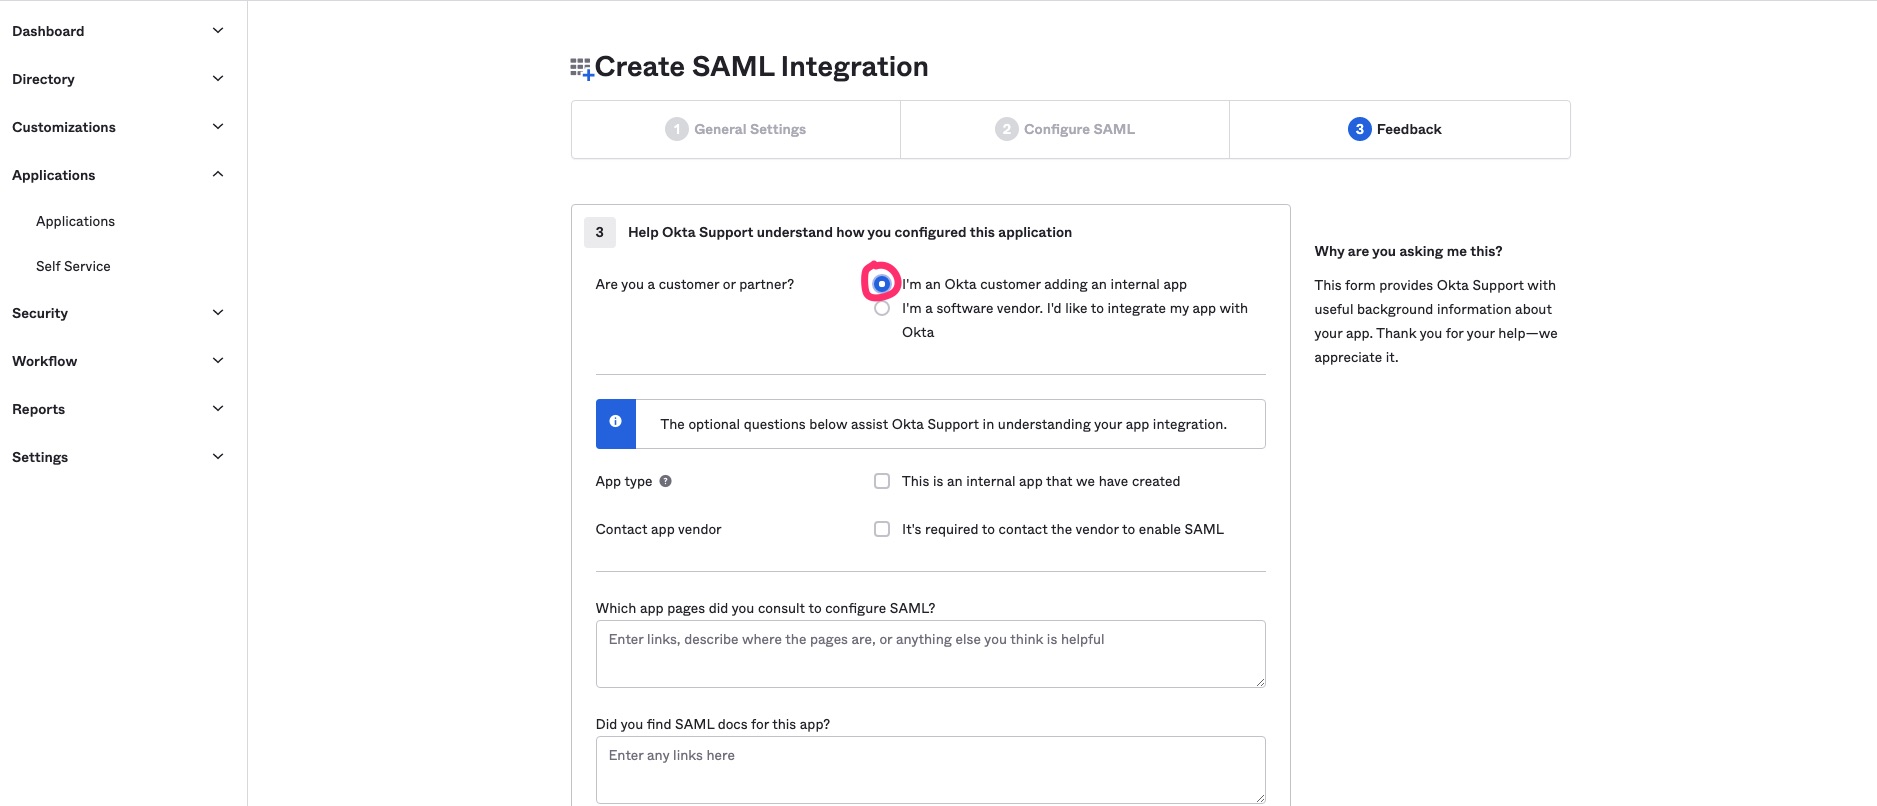 Dashboard
Directory
Customizations
Applications
Applications
Self Service
Security
Workflow
Reports
Settings
Create SAML Integration
1 General Settings
2 Configure SAML
3 Feedback
3 Help Okta Support understand how you configured this application
Are you a customer or partner?
I'm an Okta customer adding an internal app
I'm a software vendor. I'd like to integrate my app with
Okta
The optional questions below assist Okta Support in understanding your app integration.
App type ?
This is an internal app that we have created
Contact app vendor
It's required to contact the vendor to enable SAML
Which app pages did you consult to configure SAML?
Enter links, describe where the pages are, or anything else you think is helpful
Did you find SAML docs for this app?
Enter any links here
Why are you asking me this?
This form provides Okta Support with
useful background information about
your app. Thank you for your help—we
appreciate it.